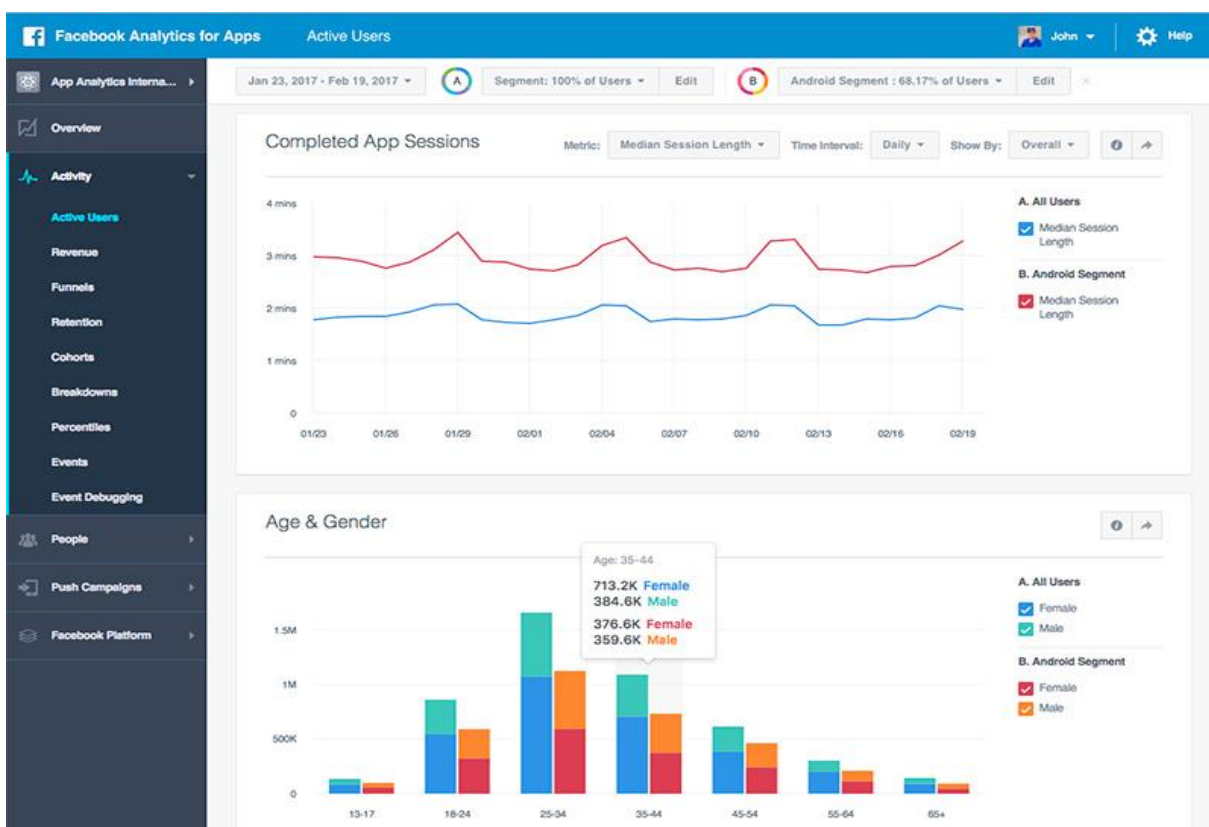 Facebook Analytics for Apps Active Users John Help
App Analytics Interna...
Overview
Activity
Active Users
Revenue
Funnels
Retention
Cohorts
Breakdowns
Percentiles
Events
Event Debugging
People
Push Campaigns
Facebook Platform
Jan 23, 2017 - Feb 19, 2017 A Segment: 100% of Users Edit B Android Segment : 68.17% of Users Edit
Completed App Sessions Metric: Median Session Length Time Interval: Daily Show By: Overall
4 mins
3 mins
2 mins
1 mins
0
01/23 01/26 01/29 02/01 02/04 02/07 02/10 02/13 02/16 02/19
A. All Users
Median Session
Length
B. Android Segment
Median Session
Length
Age & Gender
Age: 35-44
713.2K Female
384.6K Male
376.6K Female
359.6K Male
1.5M
1M
500K
0
13-17 18-24 25-34 35-44 45-54 55-64 65+
A. All Users
Female
Male
B. Android Segment
Female
Male